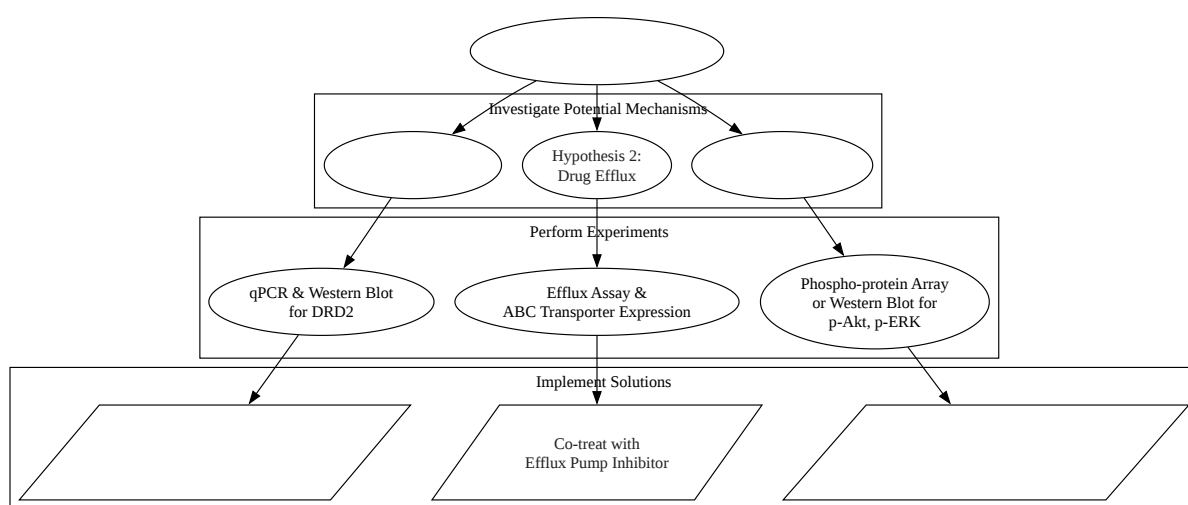 Investigate Potential Mechanisms
Hypothesis 2:
Drug Efflux
Perform Experiments
qPCR & Western Blot
for DRD2
Efflux Assay &
ABC Transporter Expression
Phospho-protein Array
or Western Blot for
p-Akt, p-ERK
Implement Solutions
Co-treat with
Efflux Pump Inhibitor